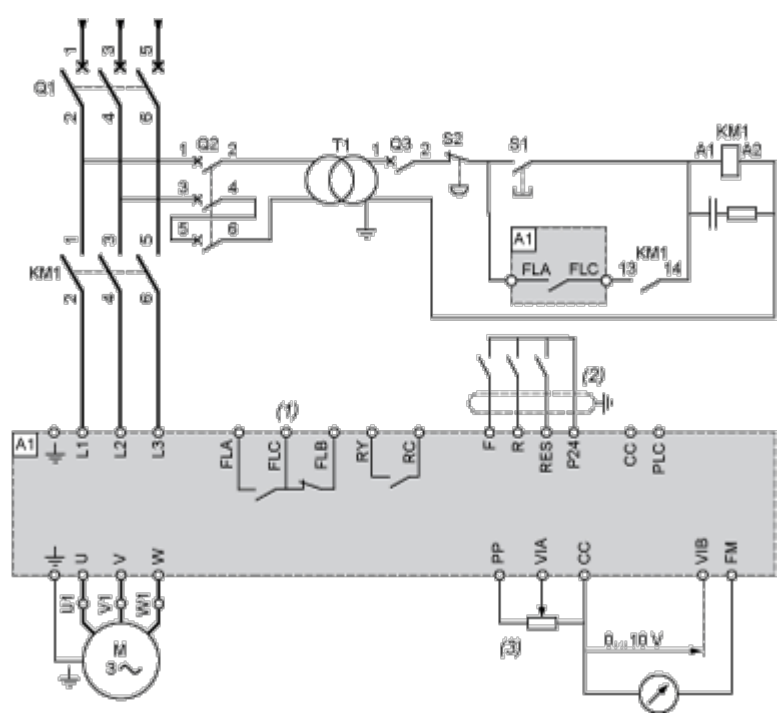 1 3 5
Q1
2 4 6
1 Q2 2 T1 1 Q3 2 S2 S1 KM1
A1 A2
3 4
5 6
A1
FLA FLC 13 KM1 14
1 3 5
KM1
2 4 6
(1) (2)
A1 L1 L2 L3 FLA FLC FLB RY RC F R RES P24 CC PLC
U V W PP VIA CC VIB FM
U1 V1 W1
M
3~
(3)
0 ... 10 V